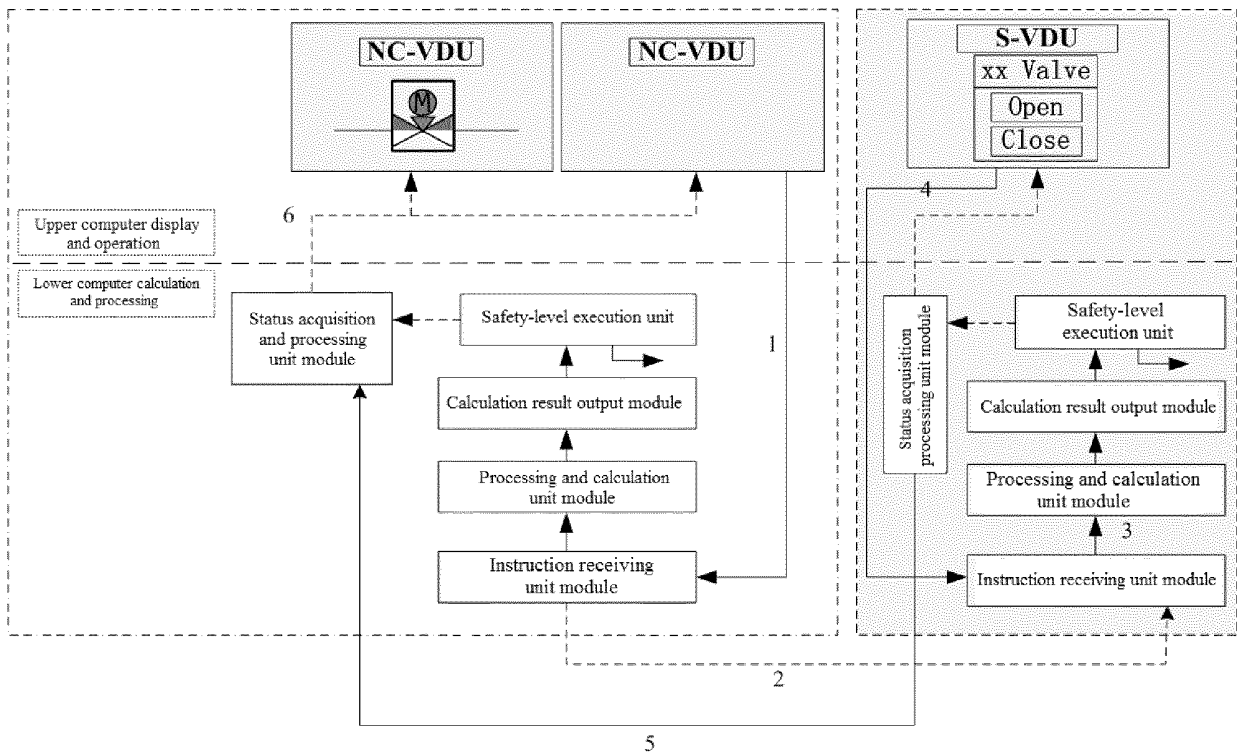 NC-VDU
M
NC-VDU
S-VDU
xx Valve
Open
Close
4
6
Upper computer display
and operation
Lower computer calculation
and processing
Status acquisition
and processing
unit module
Safety-level execution unit
1
Calculation result output module
Processing and calculation
unit module
Instruction receiving
unit module
Status acquisition
processing unit module
Safety-level
execution unit
Calculation result output module
Processing and calculation
unit module
3
Instruction receiving unit module
2
5